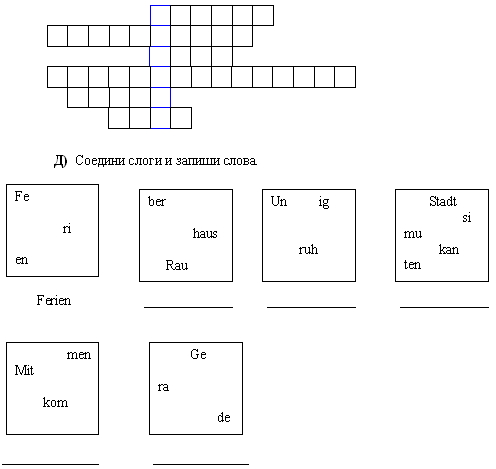 Д) Соедини слоги и запиши слова
Fe
ri
en
Ferien
ber
haus
Rau
Un ig
ruh
Stadt
si
mu
kan
ten
men
Mit
kom
Ge
ra
de